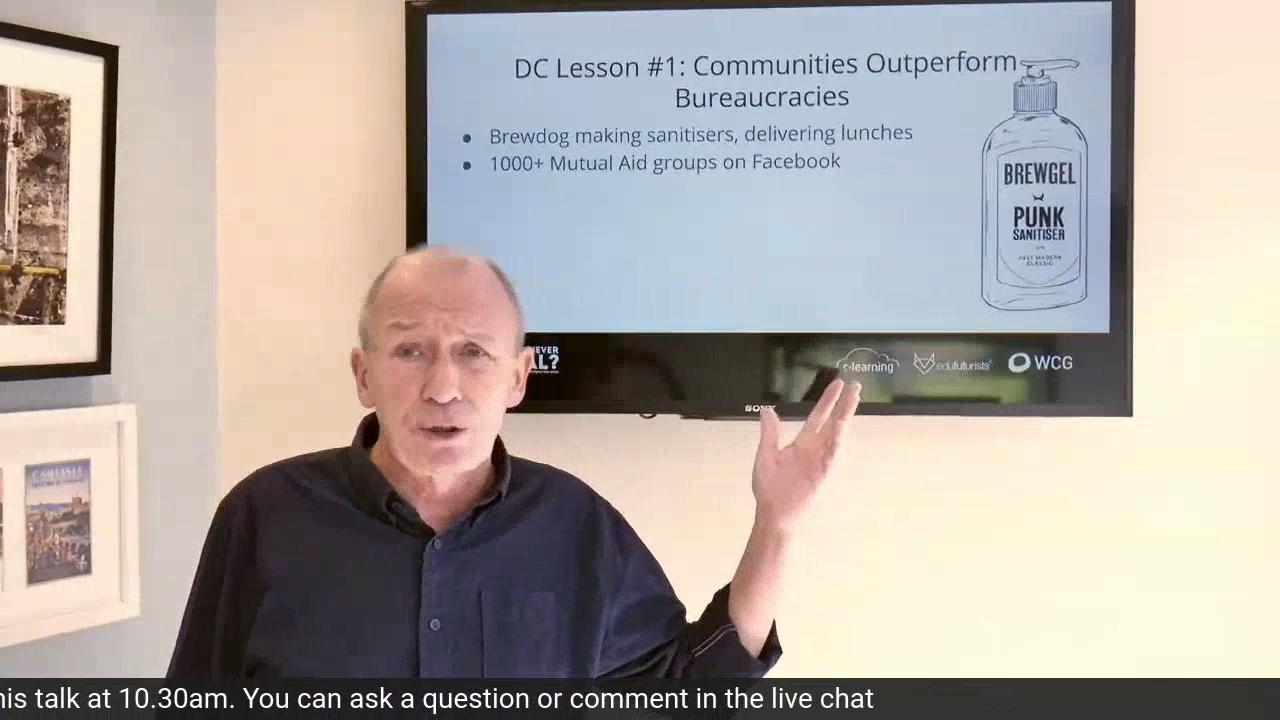 DC Lesson #1: Communities Outperform
Bureaucracies
• Brewdog making sanitisers, delivering lunches
• 1000+ Mutual Aid groups on Facebook
BREWGEL
PUNK
SANITISER
CLASSIC
SONY
c-learning
edufuturists
WCG
his talk at 10.30am. You can ask a question or comment in the live chat